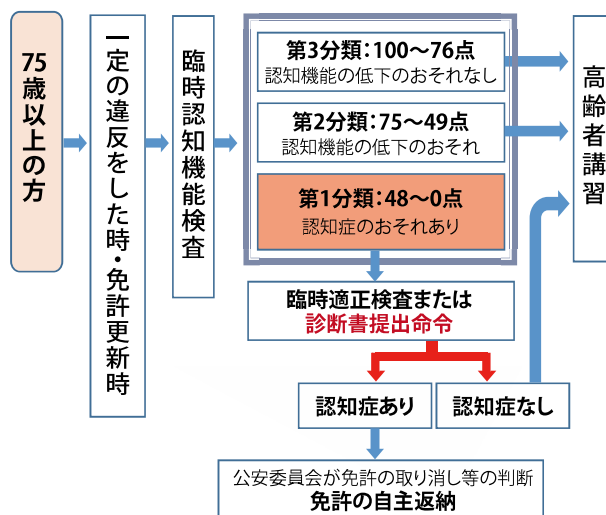 75歳以上の方
一定の違反をした時・免許更新時
臨時認知機能検査
第3分類：100〜76点
認知機能の低下のおそれなし
第2分類：75〜49点
認知機能の低下のおそれ
第1分類：48〜0点
認知症のおそれあり
高齢者講習
臨時適正検査または
診断書提出命令
認知症あり
認知症なし
公安委員会が免許の取り消し等の判断
免許の自主返納